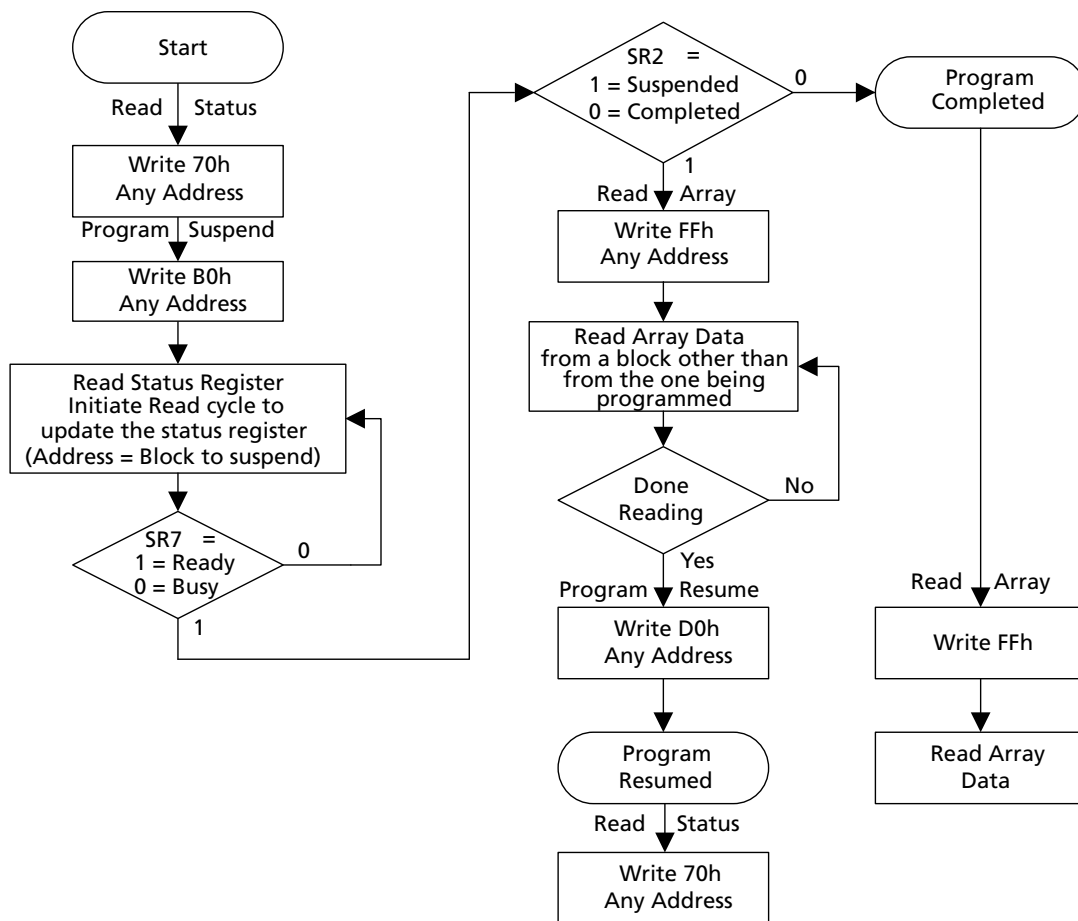 Start
Read Status
Write 70h
Any Address
Program Suspend
Write B0h
Any Address
Read Status Register
Initiate Read cycle to
update the status register
(Address = Block to suspend)
SR7 =
1 = Ready
0 = Busy
0
1
SR2 =
1 = Suspended
0 = Completed
0
1
Read Array
Write FFh
Any Address
Read Array Data
from a block other than
from the one being
programmed
Done
Reading
No
Yes
Program Resume
Write D0h
Any Address
Program
Resumed
Read Status
Write 70h
Any Address
Program
Completed
Read Array
Write FFh
Read Array
Data